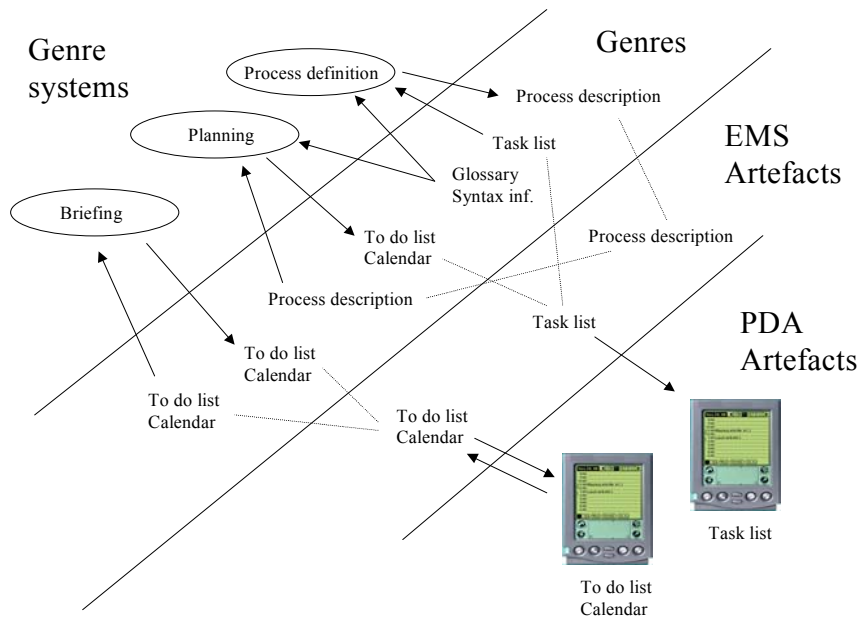 Genre
systems
Genres
Process definition
Process description
Planning
Task list
EMS
Artefacts
Glossary
Syntax inf.
Briefing
To do list
Calendar
Process description
Process description
Task list
PDA
Artefacts
To do list
Calendar
To do list
Calendar
To do list
Calendar
Task list
To do list
Calendar